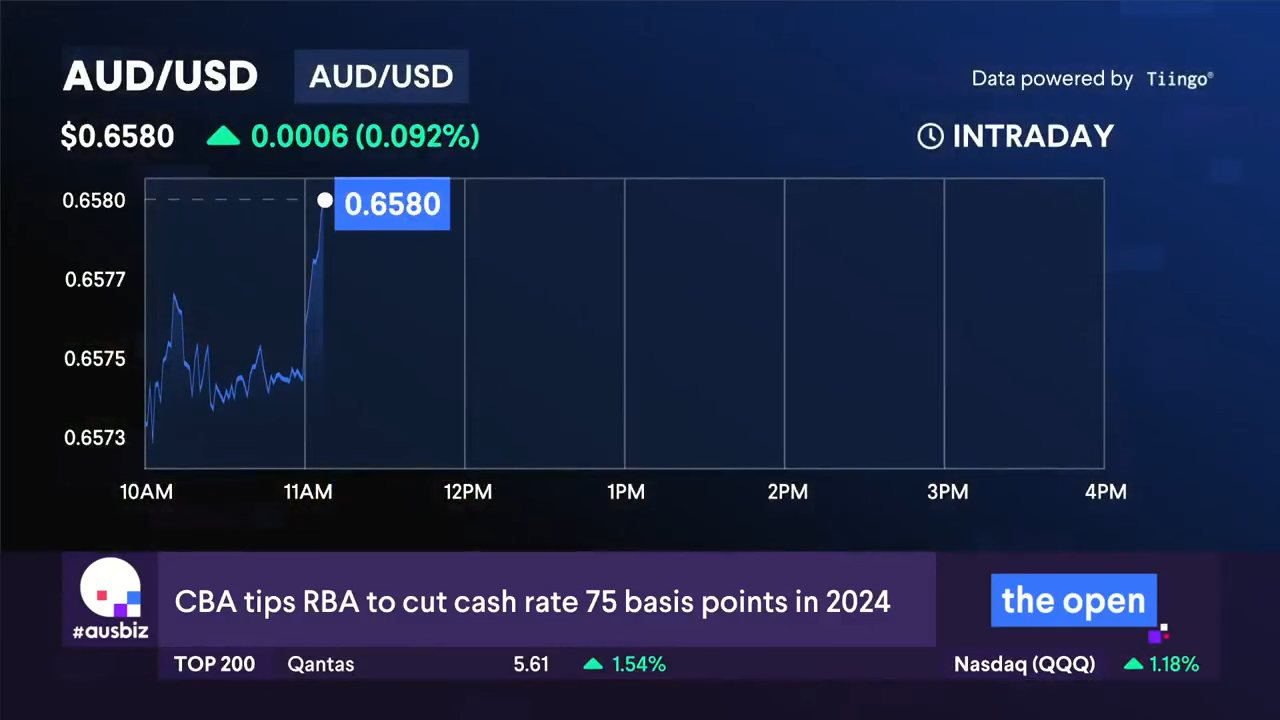 AUD/USD AUD/USD Data powered by Tiingo®
$0.6580 0.0006 (0.092%) INTRADAY
0.6580 0.6580
0.6577
0.6575
0.6573
10AM 11AM 12PM 1PM 2PM 3PM 4PM
CBA tips RBA to cut cash rate 75 basis points in 2024 the open
#ausbiz
TOP 200 Qantas 5.61 1.54% Nasdaq (QQQ) 1.18%